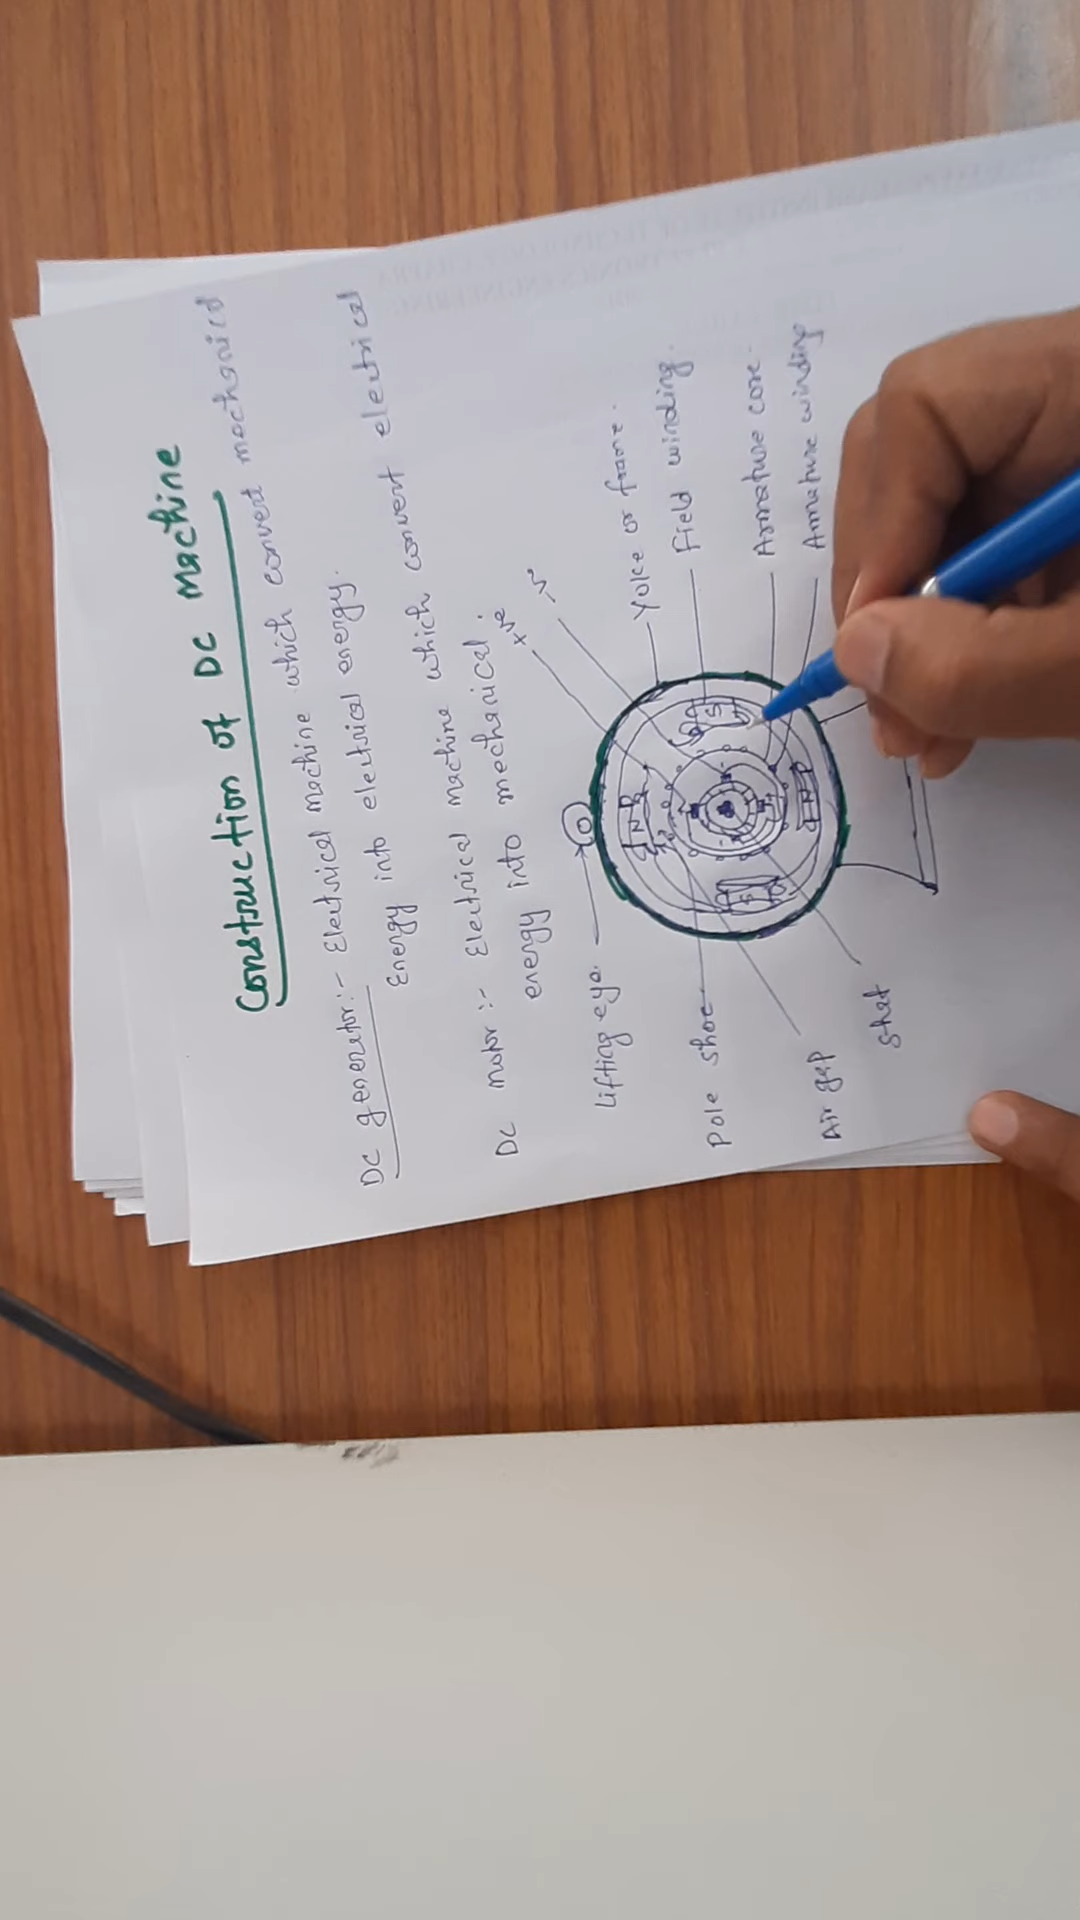 Construction of DC machine
DC generator:- Electrical machine which convert mechanical
Energy into electrical energy.
DC motor :- Electrical machine which convert electrical
energy into mechanical.
+ve
-ve
Lifting eye
Yoke or frame.
Field winding.
Pole shoe
Armature core.
Armature winding
Air gap
Shaft
N
S
S
N